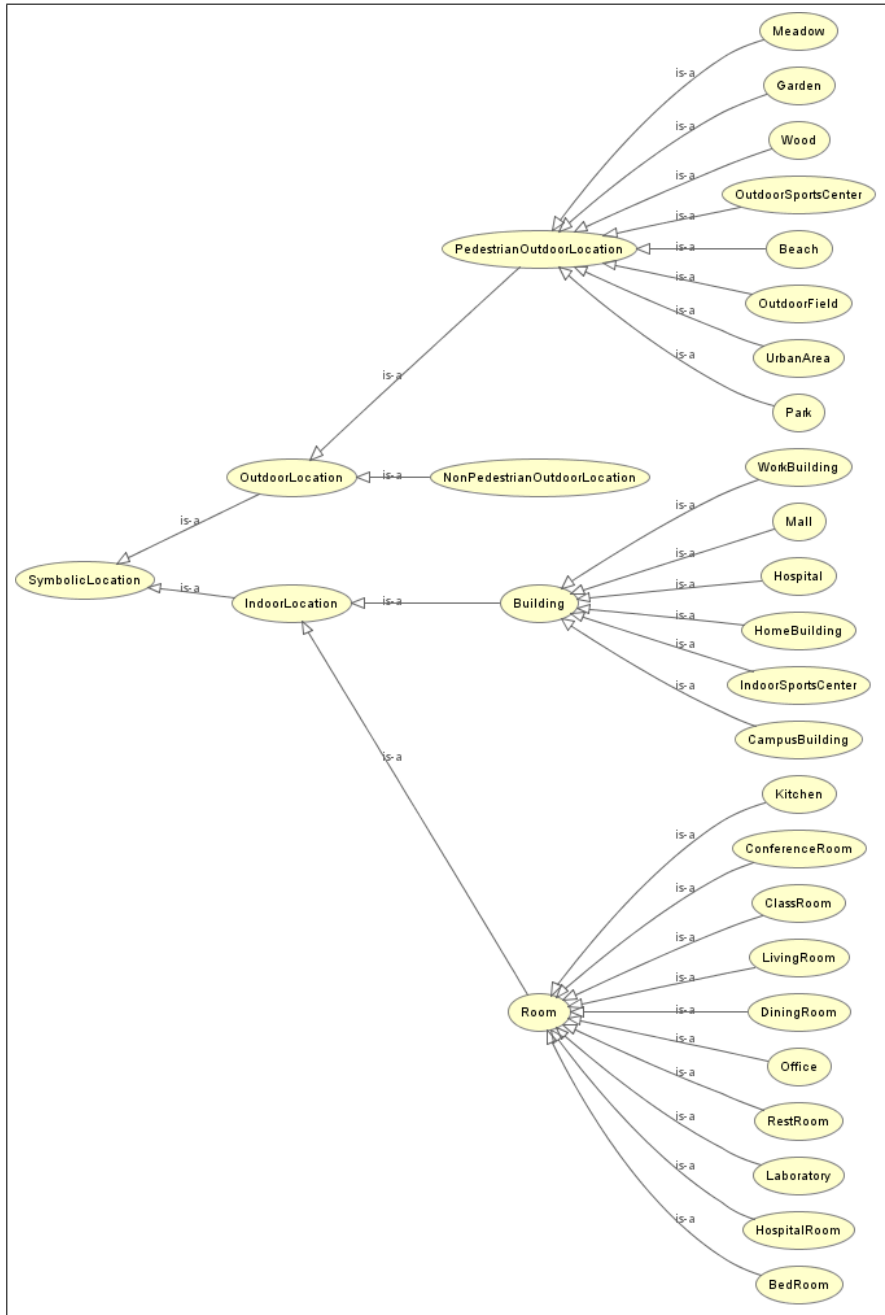 Meadow
is-a
Garden
is-a
Wood
is-a
OutdoorSportsCenter
is-a
PedestrianOutdoorLocation
is-a
Beach
is-a
OutdoorField
is-a
UrbanArea
is-a
Park
is-a
WorkBuilding
OutdoorLocation
is-a
NonPedestrianOutdoorLocation
is-a
Mall
is-a
is-a
SymbolicLocation
is-a
IndoorLocation
is-a
Building
is-a
Hospital
is-a
HomeBuilding
is-a
IndoorSportsCenter
is-a
CampusBuilding
is-a
Kitchen
is-a
ConferenceRoom
is-a
ClassRoom
is-a
LivingRoom
is-a
Room
is-a
DiningRoom
is-a
Office
is-a
RestRoom
is-a
Laboratory
is-a
HospitalRoom
is-a
BedRoom